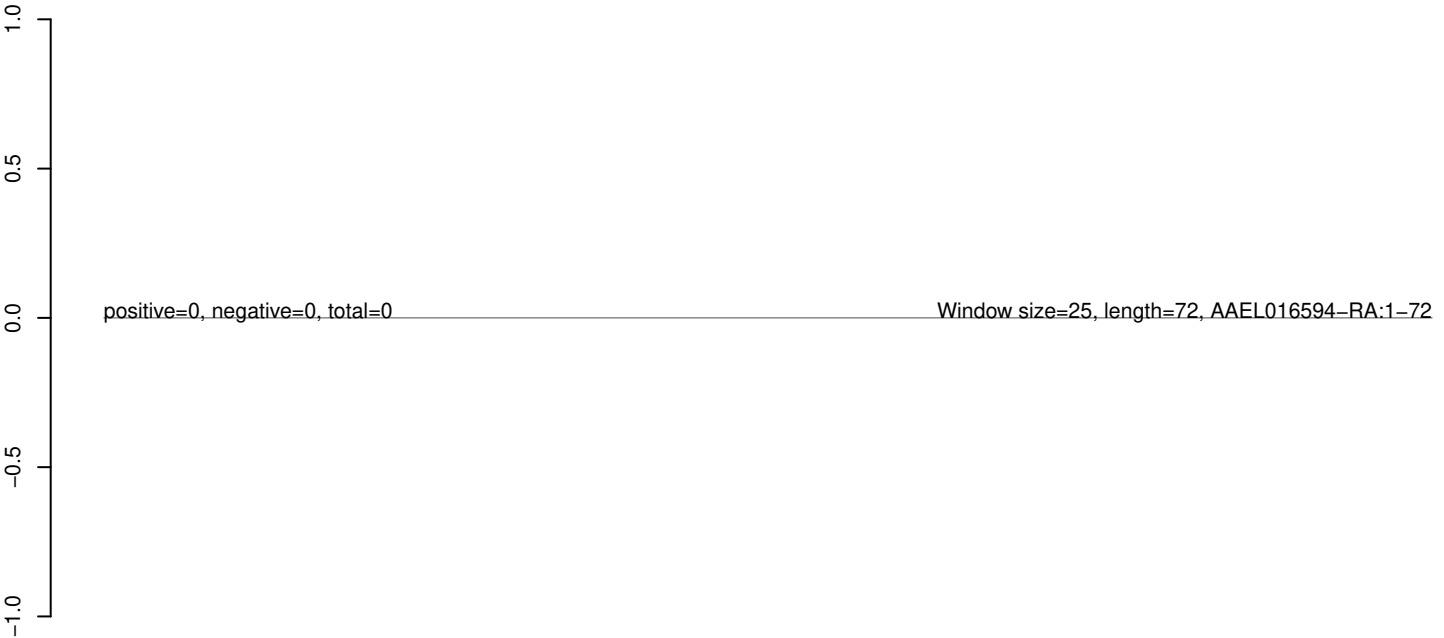 1.0
0.5
0.0
−0.5
−1.0
positive=0, negative=0, total=0
Window size=25, length=72, AAEL016594−RA:1−72